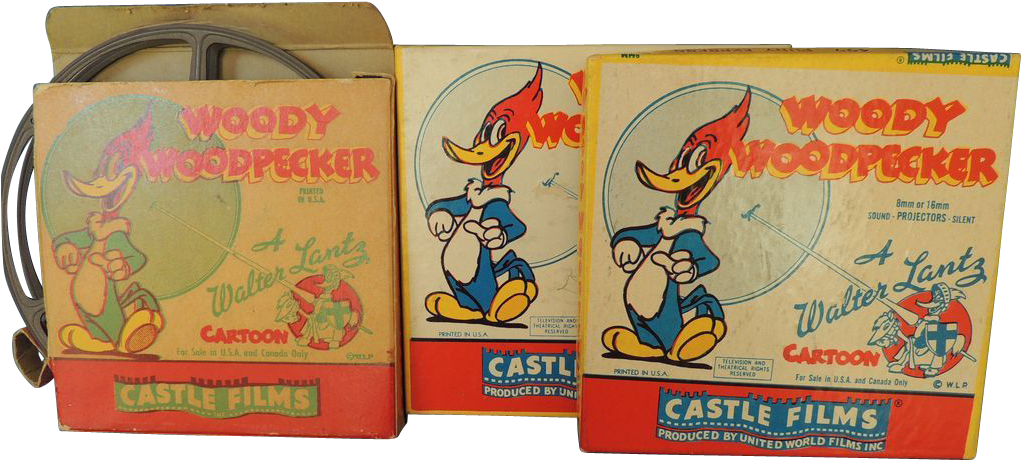 WOODY
WOODPECKER
PRINTED
IN U.S.A.
A
Walter Lantz
CARTOON
For Sale in U.S.A. and Canada Only
©W.L.P.
CASTLE FILMS
8MM
WO
PRINTED IN U.S.A.
TELEVISION AND
THEATRICAL RIGHTS
RESERVED
CASTL
PRODUCED BY UNI
CASTLE FILMS
®
WOODY
WOODPECKER
8mm or 16mm
SOUND - PROJECTORS - SILENT
A
Walter Lantz
CARTOON
For Sale in U.S.A. and Canada Only
© W.L.P.
PRINTED IN U.S.A.
TELEVISION AND
THEATRICAL RIGHTS
RESERVED
CASTLE FILMS®
PRODUCED BY UNITED WORLD FILMS INC